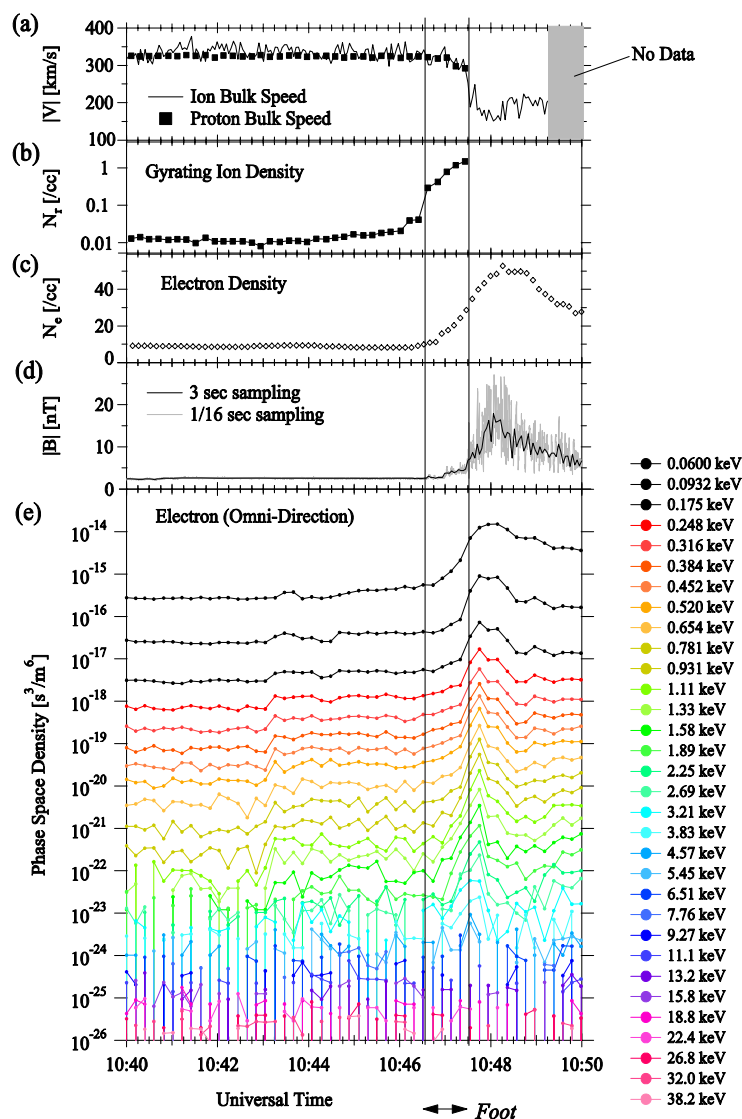 (a)
400
300
200
100
|V| [km/s]
Ion Bulk Speed
Proton Bulk Speed
No Data
(b)
1
0.1
0.01
N_r [/cc]
Gyrating Ion Density
(c)
40
20
0
N_e [/cc]
Electron Density
(d)
20
10
0
|B| [nT]
3 sec sampling
1/16 sec sampling
(e)
Electron (Omni-Direction)
10^-14
10^-15
10^-16
10^-17
10^-18
10^-19
10^-20
10^-21
10^-22
10^-23
10^-24
10^-25
10^-26
Phase Space Density [s^3/m^6]
10:40
10:42
10:44
10:46
10:48
10:50
Universal Time
Foot
0.0600 keV
0.0932 keV
0.175 keV
0.248 keV
0.316 keV
0.384 keV
0.452 keV
0.520 keV
0.654 keV
0.781 keV
0.931 keV
1.11 keV
1.33 keV
1.58 keV
1.89 keV
2.25 keV
2.69 keV
3.21 keV
3.83 keV
4.57 keV
5.45 keV
6.51 keV
7.76 keV
9.27 keV
11.1 keV
13.2 keV
15.8 keV
18.8 keV
22.4 keV
26.8 keV
32.0 keV
38.2 keV